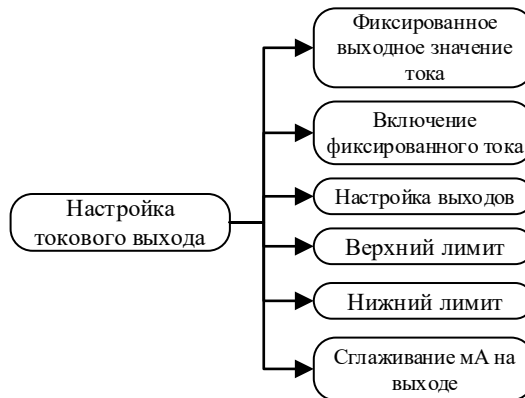 Фиксированное
выходное значение
тока
Включение
фиксированного тока
Настройка
токового выхода
Настройка выходов
Верхний лимит
Нижний лимит
Сглаживание мА на
выходе